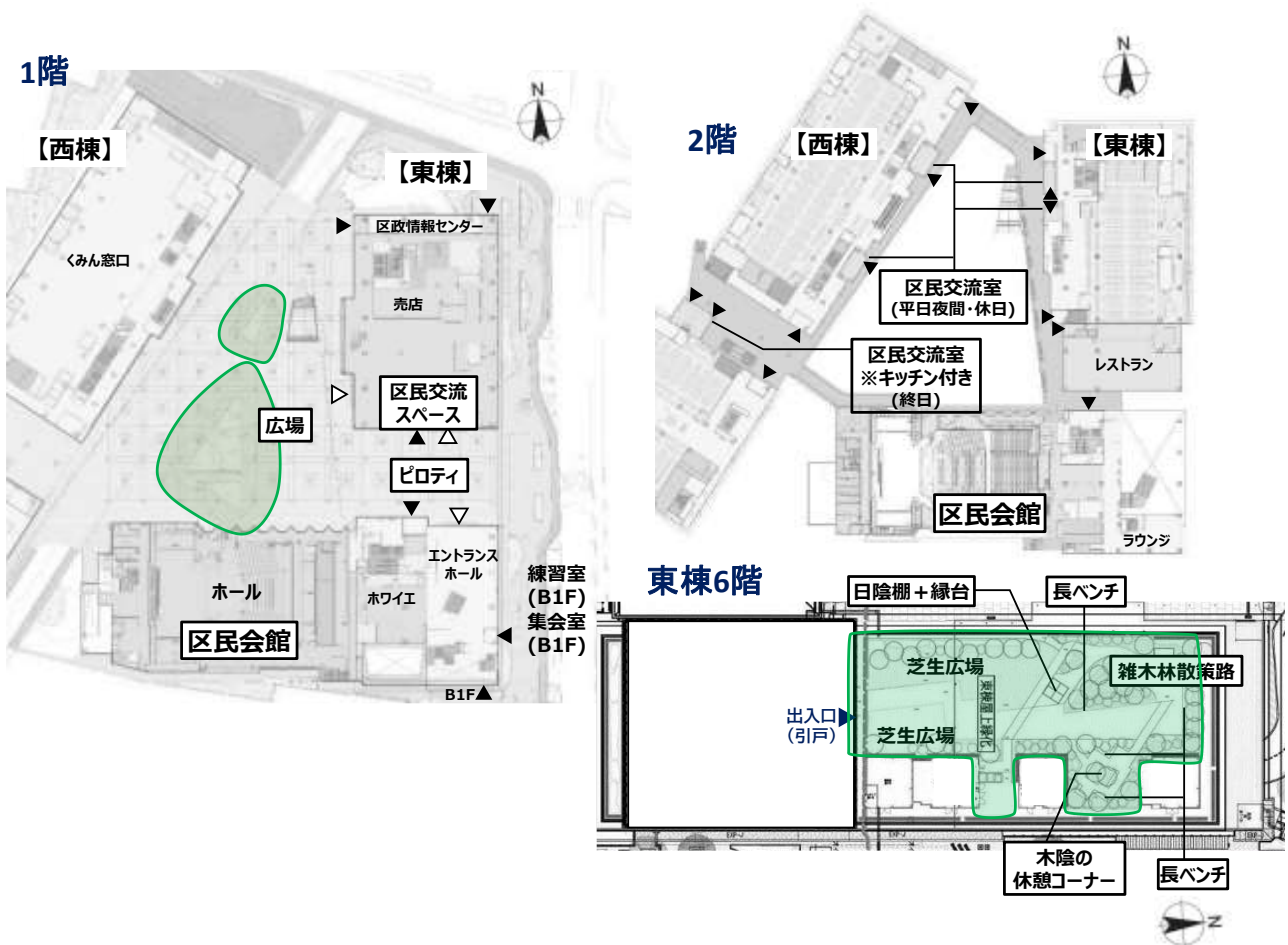 1階
N
【西棟】
【東棟】
区政情報センター
くみん窓口
売店
区民交流
スペース
広場
ピロティ
エントランス
ホール
ホール
ホワイエ
練習室
(B1F)
集会室
(B1F)
区民会館
B1F
N
2階
【西棟】
【東棟】
区民交流室
(平日夜間・休日)
区民交流室
※キッチン付き
(終日)
レストラン
区民会館
ラウンジ
東棟6階
日陰棚+縁台
長ベンチ
芝生広場
雑木林散策路
東棟屋上緑化
出入口
(引戸)
芝生広場
木陰の
休憩コーナー
長ベンチ
N